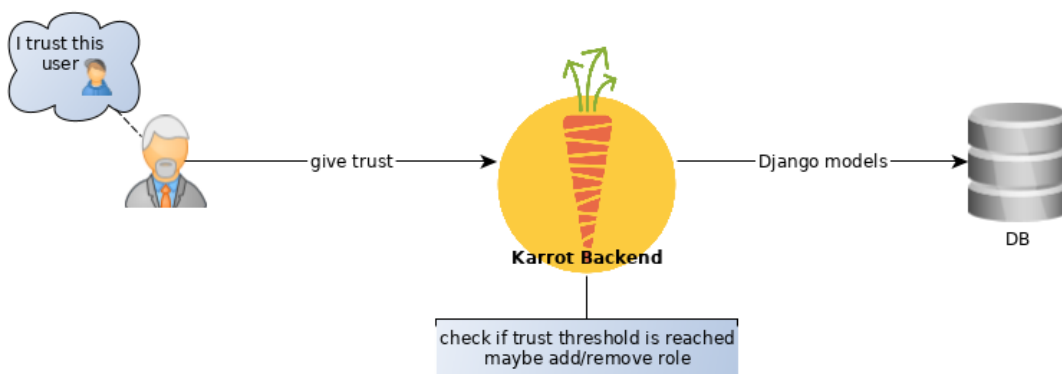 I trust this
user
give trust
Django models
DB
Karrot Backend
check if trust threshold is reached
maybe add/remove role